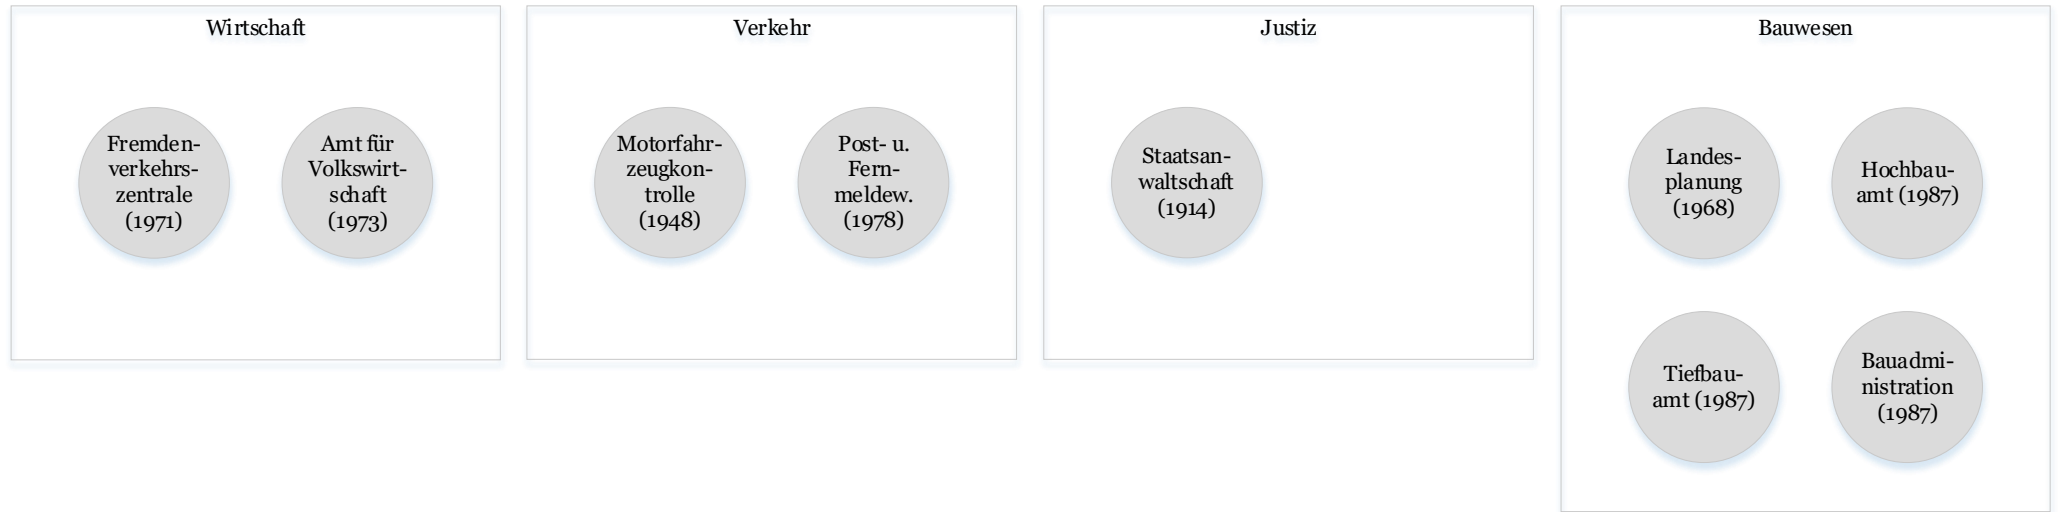 Wirtschaft
Fremden-
verkehrs-
zentrale
(1971)
Amt für
Volkswirt-
schaft
(1973)
Verkehr
Motorfahr-
zeugkon-
trolle
(1948)
Post- u.
Fern-
meldew.
(1978)
Justiz
Staatsan-
waltschaft
(1914)
Bauwesen
Landes-
planung
(1968)
Hochbau-
amt (1987)
Tiefbau-
amt (1987)
Bauadmi-
nistration
(1987)